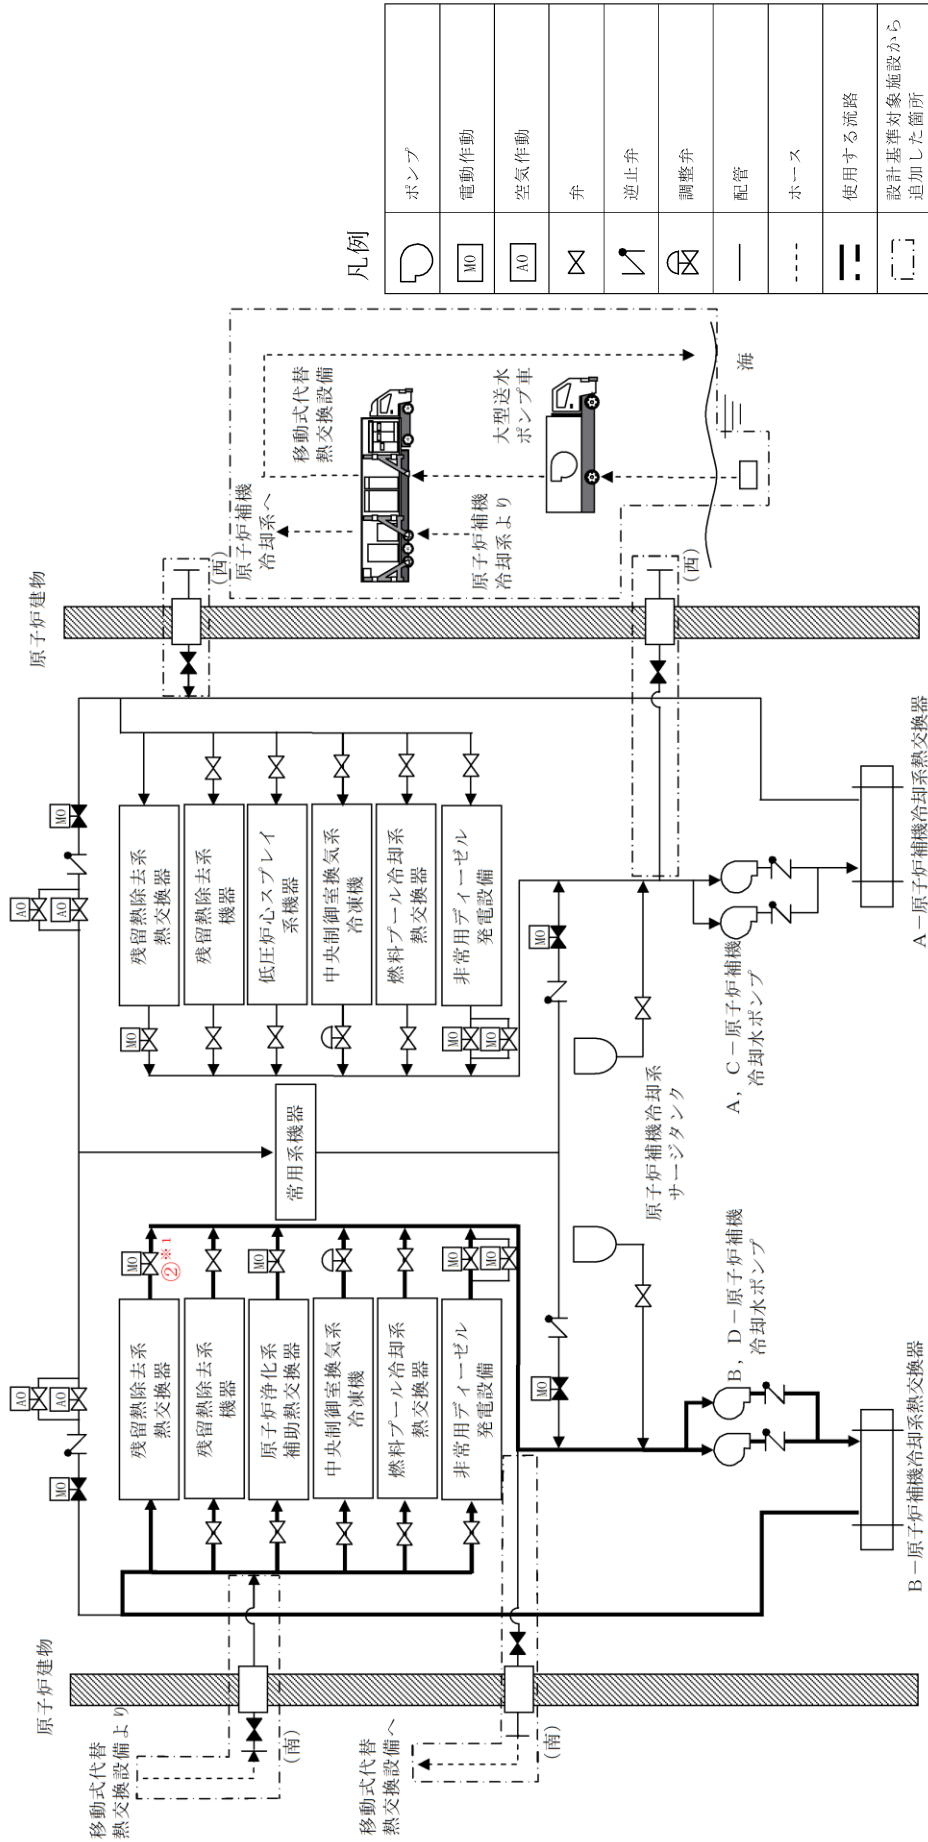 原子炉建物
移動式代替
熱交換設備より
(南)
移動式代替
熱交換設備へ
(南)
MO
AO
AO
残留熱除去系
熱交換器
残留熱除去系
機器
原子炉浄化系
補助熱交換器
中央制御室換気系
冷凍機
燃料プール冷却系
熱交換器
非常用ディーゼル
発電設備
MO
②※1
MO
MO
MO
MO
B-原子炉補機冷却系熱交換器
B,D-原子炉補機
冷却水ポンプ
常用系機器
原子炉補機冷却系
サージタンク
AO
AO
MO
残留熱除去系
熱交換器
残留熱除去系
機器
低圧炉心スプレイ
系機器
中央制御室換気系
冷凍機
燃料プール冷却系
熱交換器
非常用ディーゼル
発電設備
MO
MO
MO
MO
A,C-原子炉補機
冷却水ポンプ
A-原子炉補機冷却系熱交換器
原子炉建物
(西)
(西)
原子炉補機
冷却系へ
移動式代替
熱交換設備
原子炉補機
冷却系より
大型送水
ポンプ車
海
凡例
ポンプ
MO
電動作動
AO
空気作動
弁
逆止弁
調整弁
配管
ホース
使用する流路
設計基準対象施設から
追加した箇所